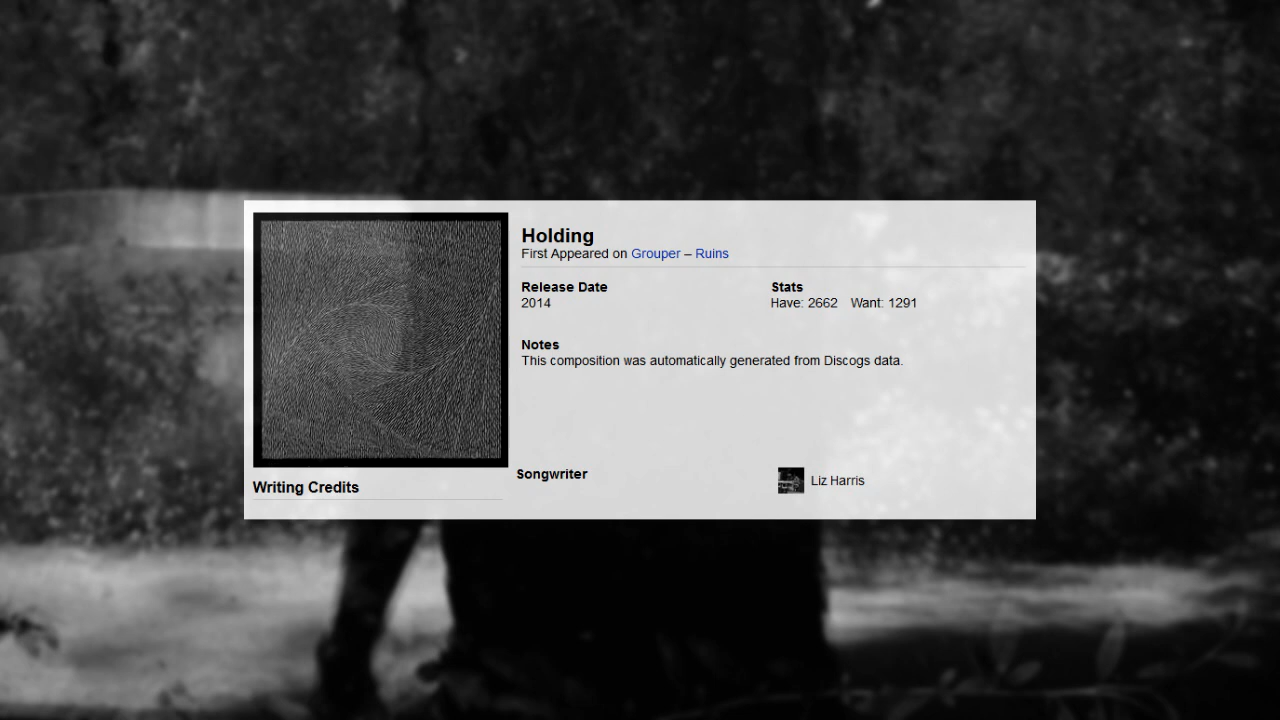 Holding
First Appeared on Grouper – Ruins
Release Date
2014
Stats
Have: 2662 Want: 1291
Notes
This composition was automatically generated from Discogs data.
Writing Credits
Songwriter
Liz Harris